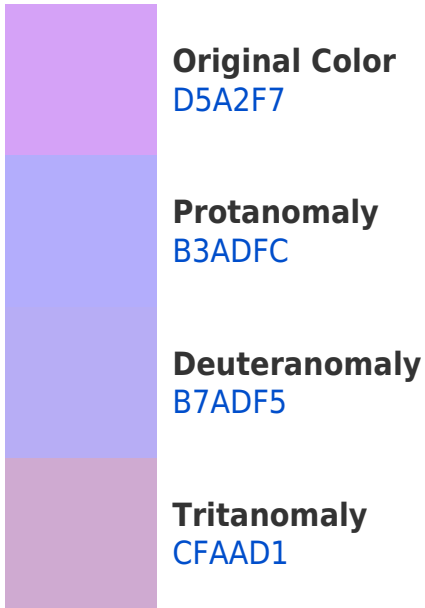 Original Color
D5A2F7
Protanomaly
B3ADFC
Deuteranomaly
B7ADF5
Tritanomaly
CFAAD1